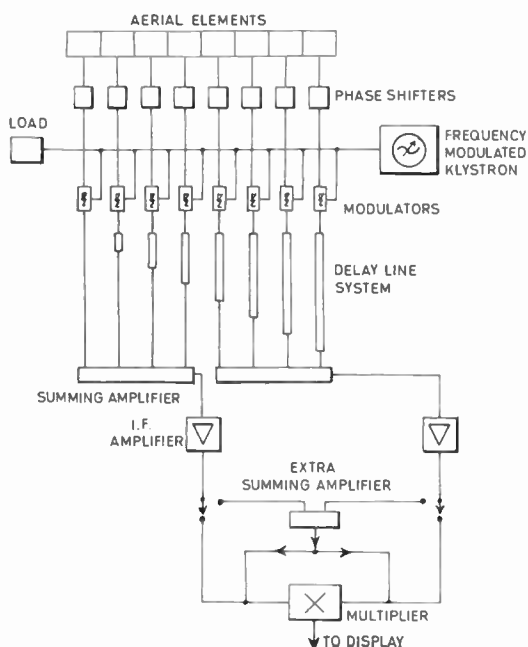 AERIAL ELEMENTS
PHASE SHIFTERS
LOAD
FREQUENCY
MODULATED
KLYSTRON
MODULATORS
DELAY LINE
SYSTEM
SUMMING AMPLIFIER
I.F.
AMPLIFIER
EXTRA
SUMMING AMPLIFIER
MULTIPLIER
TO DISPLAY